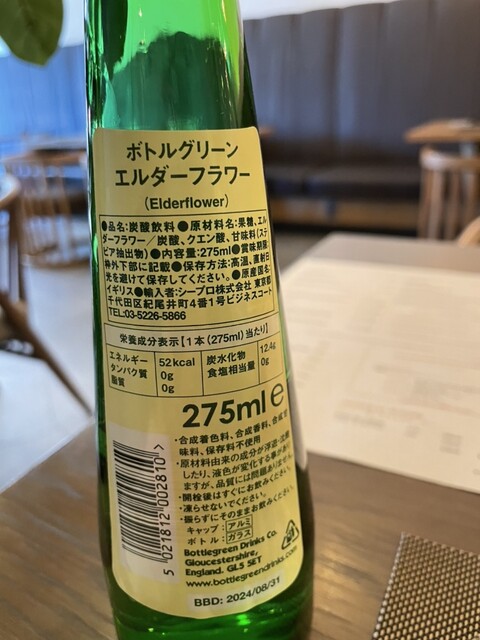 ボトルグリーン
エルダーフラワー
(Elderflower)
●品名:炭酸飲料●原材料名:果糖、エル
ダーフラワー／炭酸、クエン酸、甘味料(ステ
ビア抽出物)●内容量:275ml●賞味期限:
枠外下部に記載●保存方法:高温、直射日
光を避けて保存してください。●原産国名:
イギリス●輸入者:シープロ株式会社 東京都
千代田区紀尾井町4番1号ビジネスコート
TEL:03-5226-5866
栄養成分表示【1本(275ml)当たり】
エネルギー 52kcal 炭水化物 12.4g
タンパク質 0g 食塩相当量 0g
脂質 0g
275ml e
・合成着色料、合成香料、合成甘
味料、保存料不使用
・原材料由来の成分が浮遊・沈殿
したり、液色が変化する事があり
ますが、品質には問題ありません。
・開栓後はすぐにお飲みください。
・凍らせないでください。
・振らずにそのままお飲みください。
キャップ:アルミ
ボトル:ガラス
Bottlegreen Drinks Co.
Gloucestershire,
England. GL5 5ET
www.bottlegreendrinks.com
5 021812 002810 >
BBD: 2024/08/31